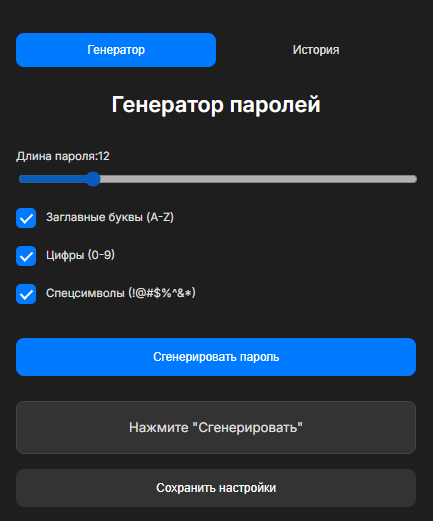 Генератор История
Генератор паролей
Длина пароля:12
Заглавные буквы (A-Z)
Цифры (0-9)
Спецсимволы (!@#$%^&*)
Сгенерировать пароль
Нажмите "Сгенерировать"
Сохранить настройки